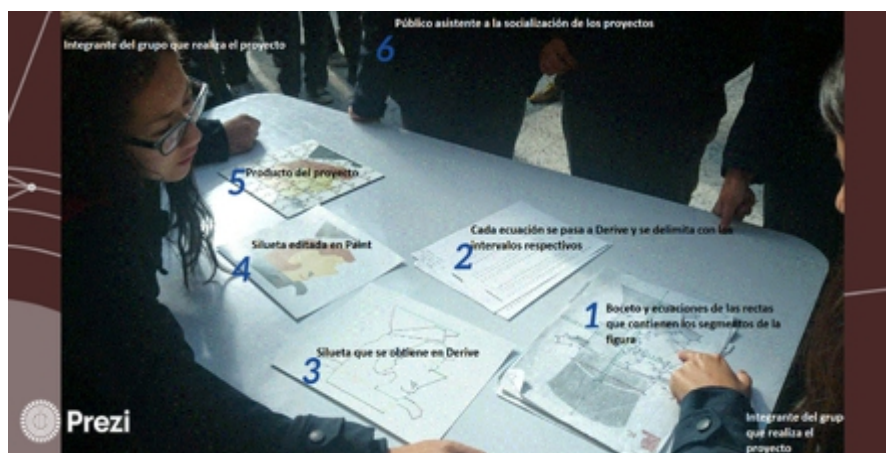 Público asistente a la socialización de los proyectos
6
Integrante del grupo que realiza el proyecto
5 Producto del proyecto
Cada ecuación se pasa a Derive y se delimita con los
2 intervalos respectivos
Silueta editada en Paint
4
1 Boceto y ecuaciones de las rectas
que contienen los segmentos de la
figura
Silueta que se obtiene en Derive
3
Prezi
Integrante del grup
que realiza el
proyecto